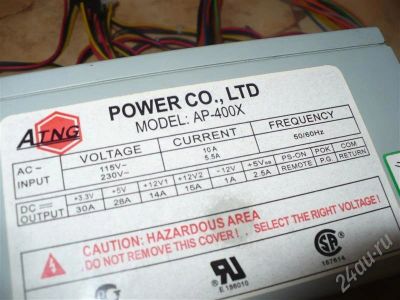 ATNG
POWER CO., LTD
MODEL: AP-400X
AC~ INPUT
VOLTAGE
115V~
230V~
CURRENT
10A
5.5A
FREQUENCY
50/60Hz
DC OUTPUT
+3.3V +5V +12V1 +12V2 -12V +5Vsb PS-ON POK COM
30A 28A 14A 15A 1A 2.5A REMOTE P.G. RETURN
CAUTION: HAZARDOUS AREA
DO NOT REMOVE THIS COVER! SELECT THE RIGHT VOLTAGE!
E.186010
167614
24au.ru